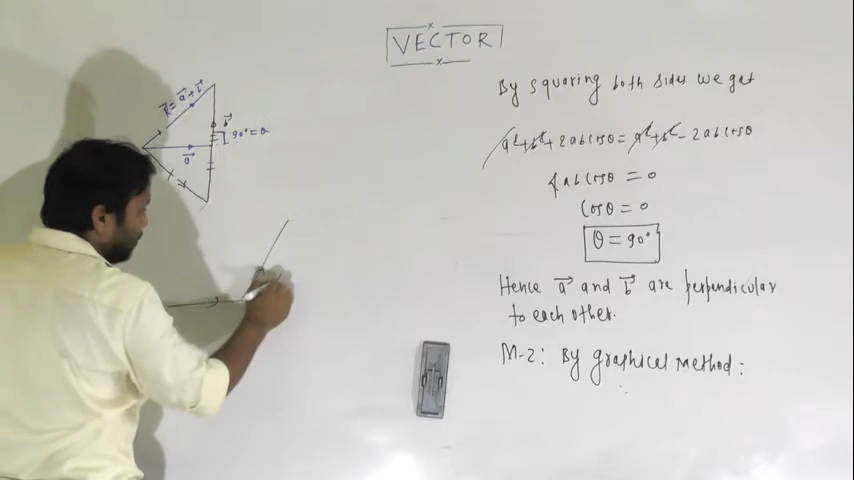 VECTOR
R⃗ = a⃗ + b⃗
b⃗
90° = θ
a⃗
By squaring both sides we get
a² + b² + 2abcosθ = a² + b² - 2abcosθ
4abcosθ = 0
cosθ = 0
θ = 90°
Hence a⃗ and b⃗ are perpendicular
to each other.
M-2: By graphical method: